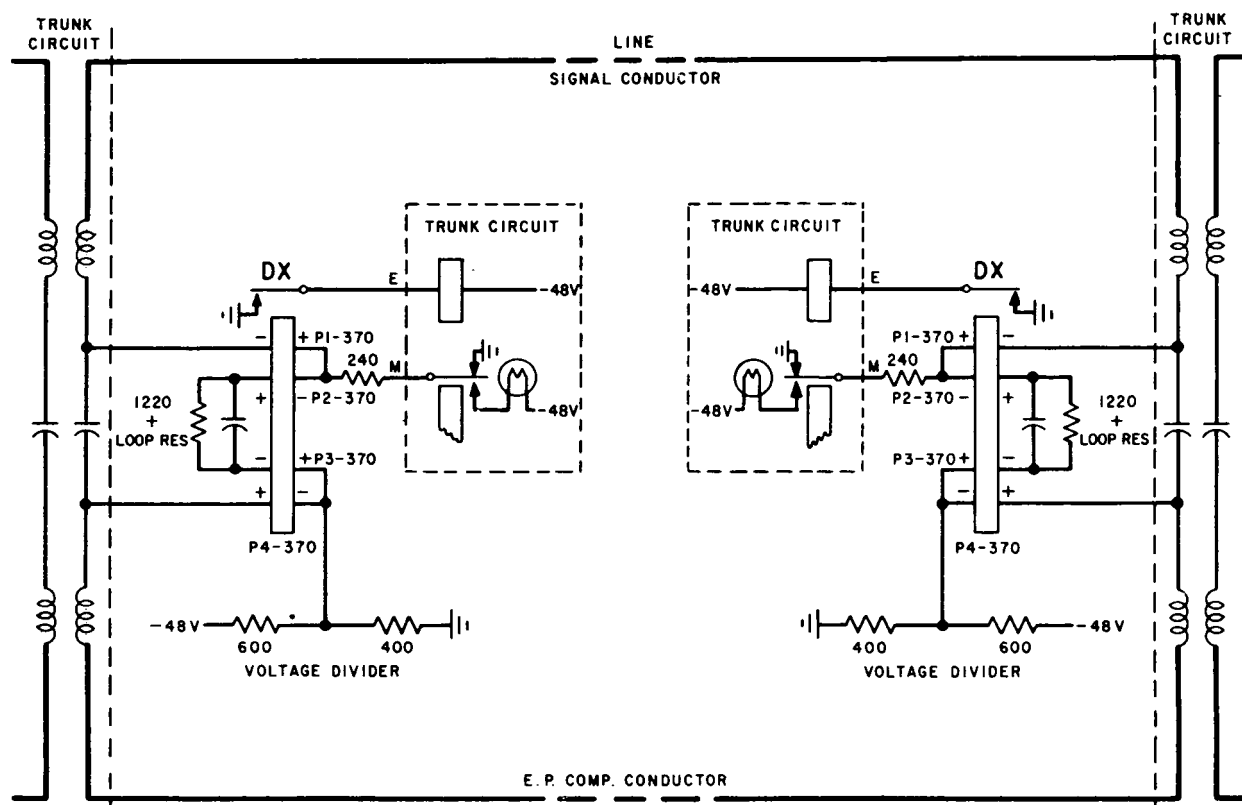 TRUNK CIRCUIT
TRUNK CIRCUIT
LINE
SIGNAL CONDUCTOR
TRUNK CIRCUIT
TRUNK CIRCUIT
DX
E
-48V
-48V
E
DX
+ P1-370
-
240
M
- P2-370
+
-48V
1220
+
LOOP RES
-
+ P3-370
+
-
P4-370
P1-370 +
-
240
M
P2-370 -
+
-48V
1220
+
LOOP RES
P3-370 +
-
-
+
P4-370
-48V
600
400
VOLTAGE DIVIDER
400
600
-48V
VOLTAGE DIVIDER
E. P. COMP. CONDUCTOR